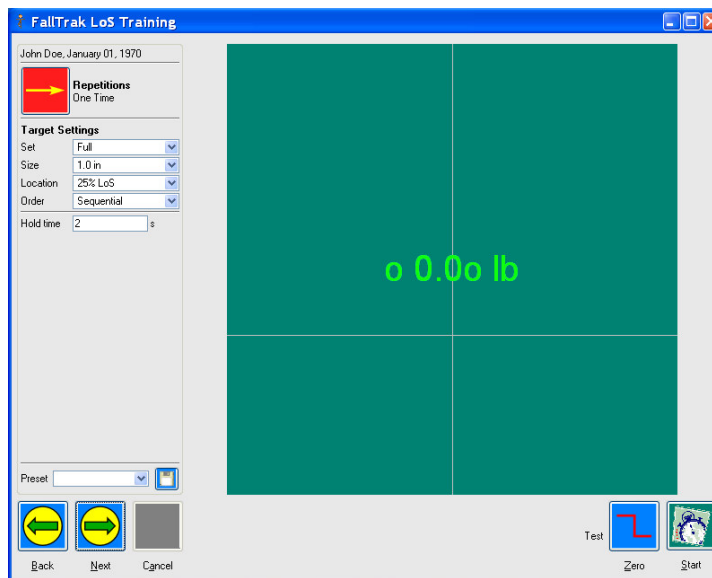 FallTrak LoS Training
John Doe, January 01, 1970
Repetitions
One Time
Target Settings
Set Full
Size 1.0 in
Location 25% LoS
Order Sequential
Hold time 2 s
o 0.0o lb
Preset
Test
Back Next Cancel Zero Start